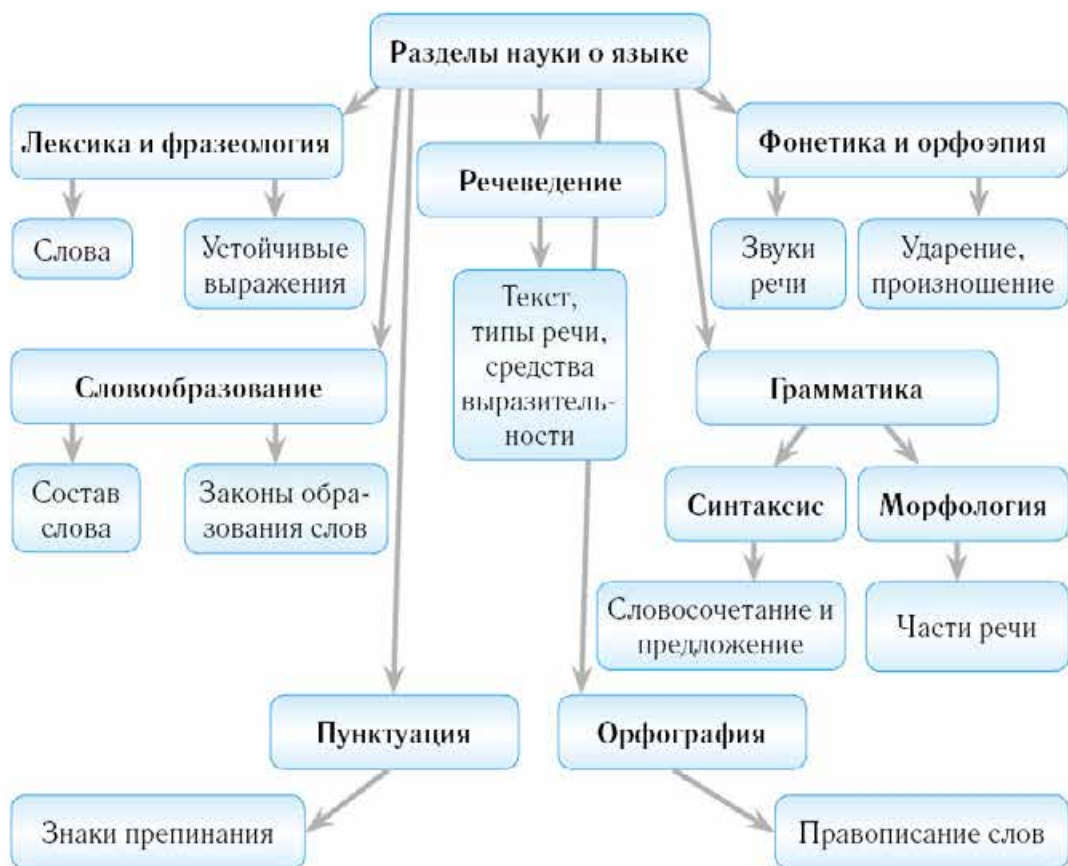 Разделы науки о языке
Лексика и фразеология
Слова
Устойчивые
выражения
Речеведение
Текст,
типы речи,
средства
выразитель-
ности
Фонетика и орфоэпия
Звуки
речи
Ударение,
произношение
Словообразование
Состав
слова
Законы обра-
зования слов
Грамматика
Синтаксис
Словосочетание и
предложение
Морфология
Части речи
Пунктуация
Знаки препинания
Орфография
Правописание слов